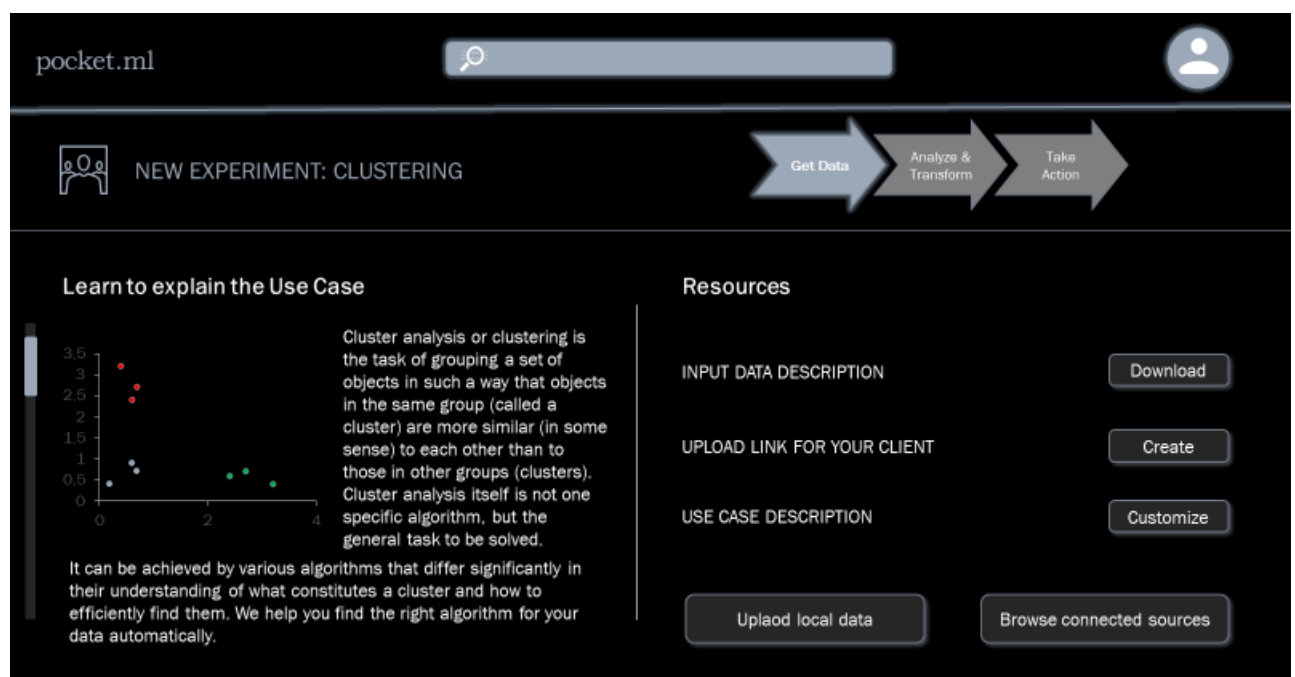 pocket.ml
NEW EXPERIMENT: CLUSTERING
Get Data
Analyze &
Transform
Take
Action
Learn to explain the Use Case
3.5
3
2.5
2
1.5
1
0.5
0
0
2
4
Cluster analysis or clustering is
the task of grouping a set of
objects in such a way that objects
in the same group (called a
cluster) are more similar (in some
sense) to each other than to
those in other groups (clusters).
Cluster analysis itself is not one
specific algorithm, but the
general task to be solved.
It can be achieved by various algorithms that differ significantly in
their understanding of what constitutes a cluster and how to
efficiently find them. We help you find the right algorithm for your
data automatically.
Resources
INPUT DATA DESCRIPTION
Download
UPLOAD LINK FOR YOUR CLIENT
Create
USE CASE DESCRIPTION
Customize
Uplaod local data
Browse connected sources